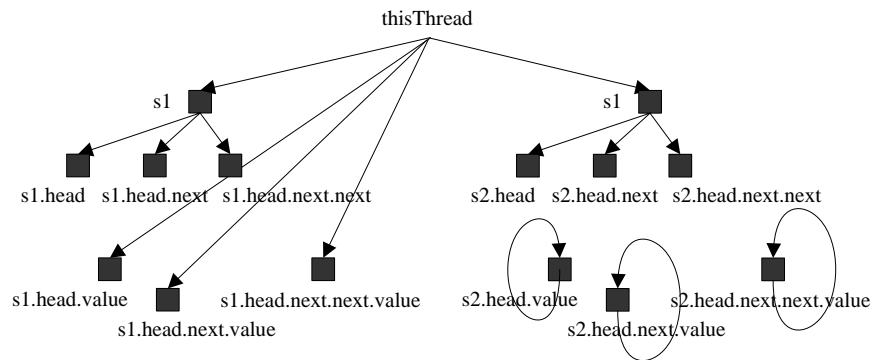 thisThread
s1 s1
s1.head s1.head.next s1.head.next.next s2.head s2.head.next s2.head.next.next
s1.head.value s1.head.next.next.value s2.head.value s2.head.next.next.value
s1.head.next.value s2.head.next.value